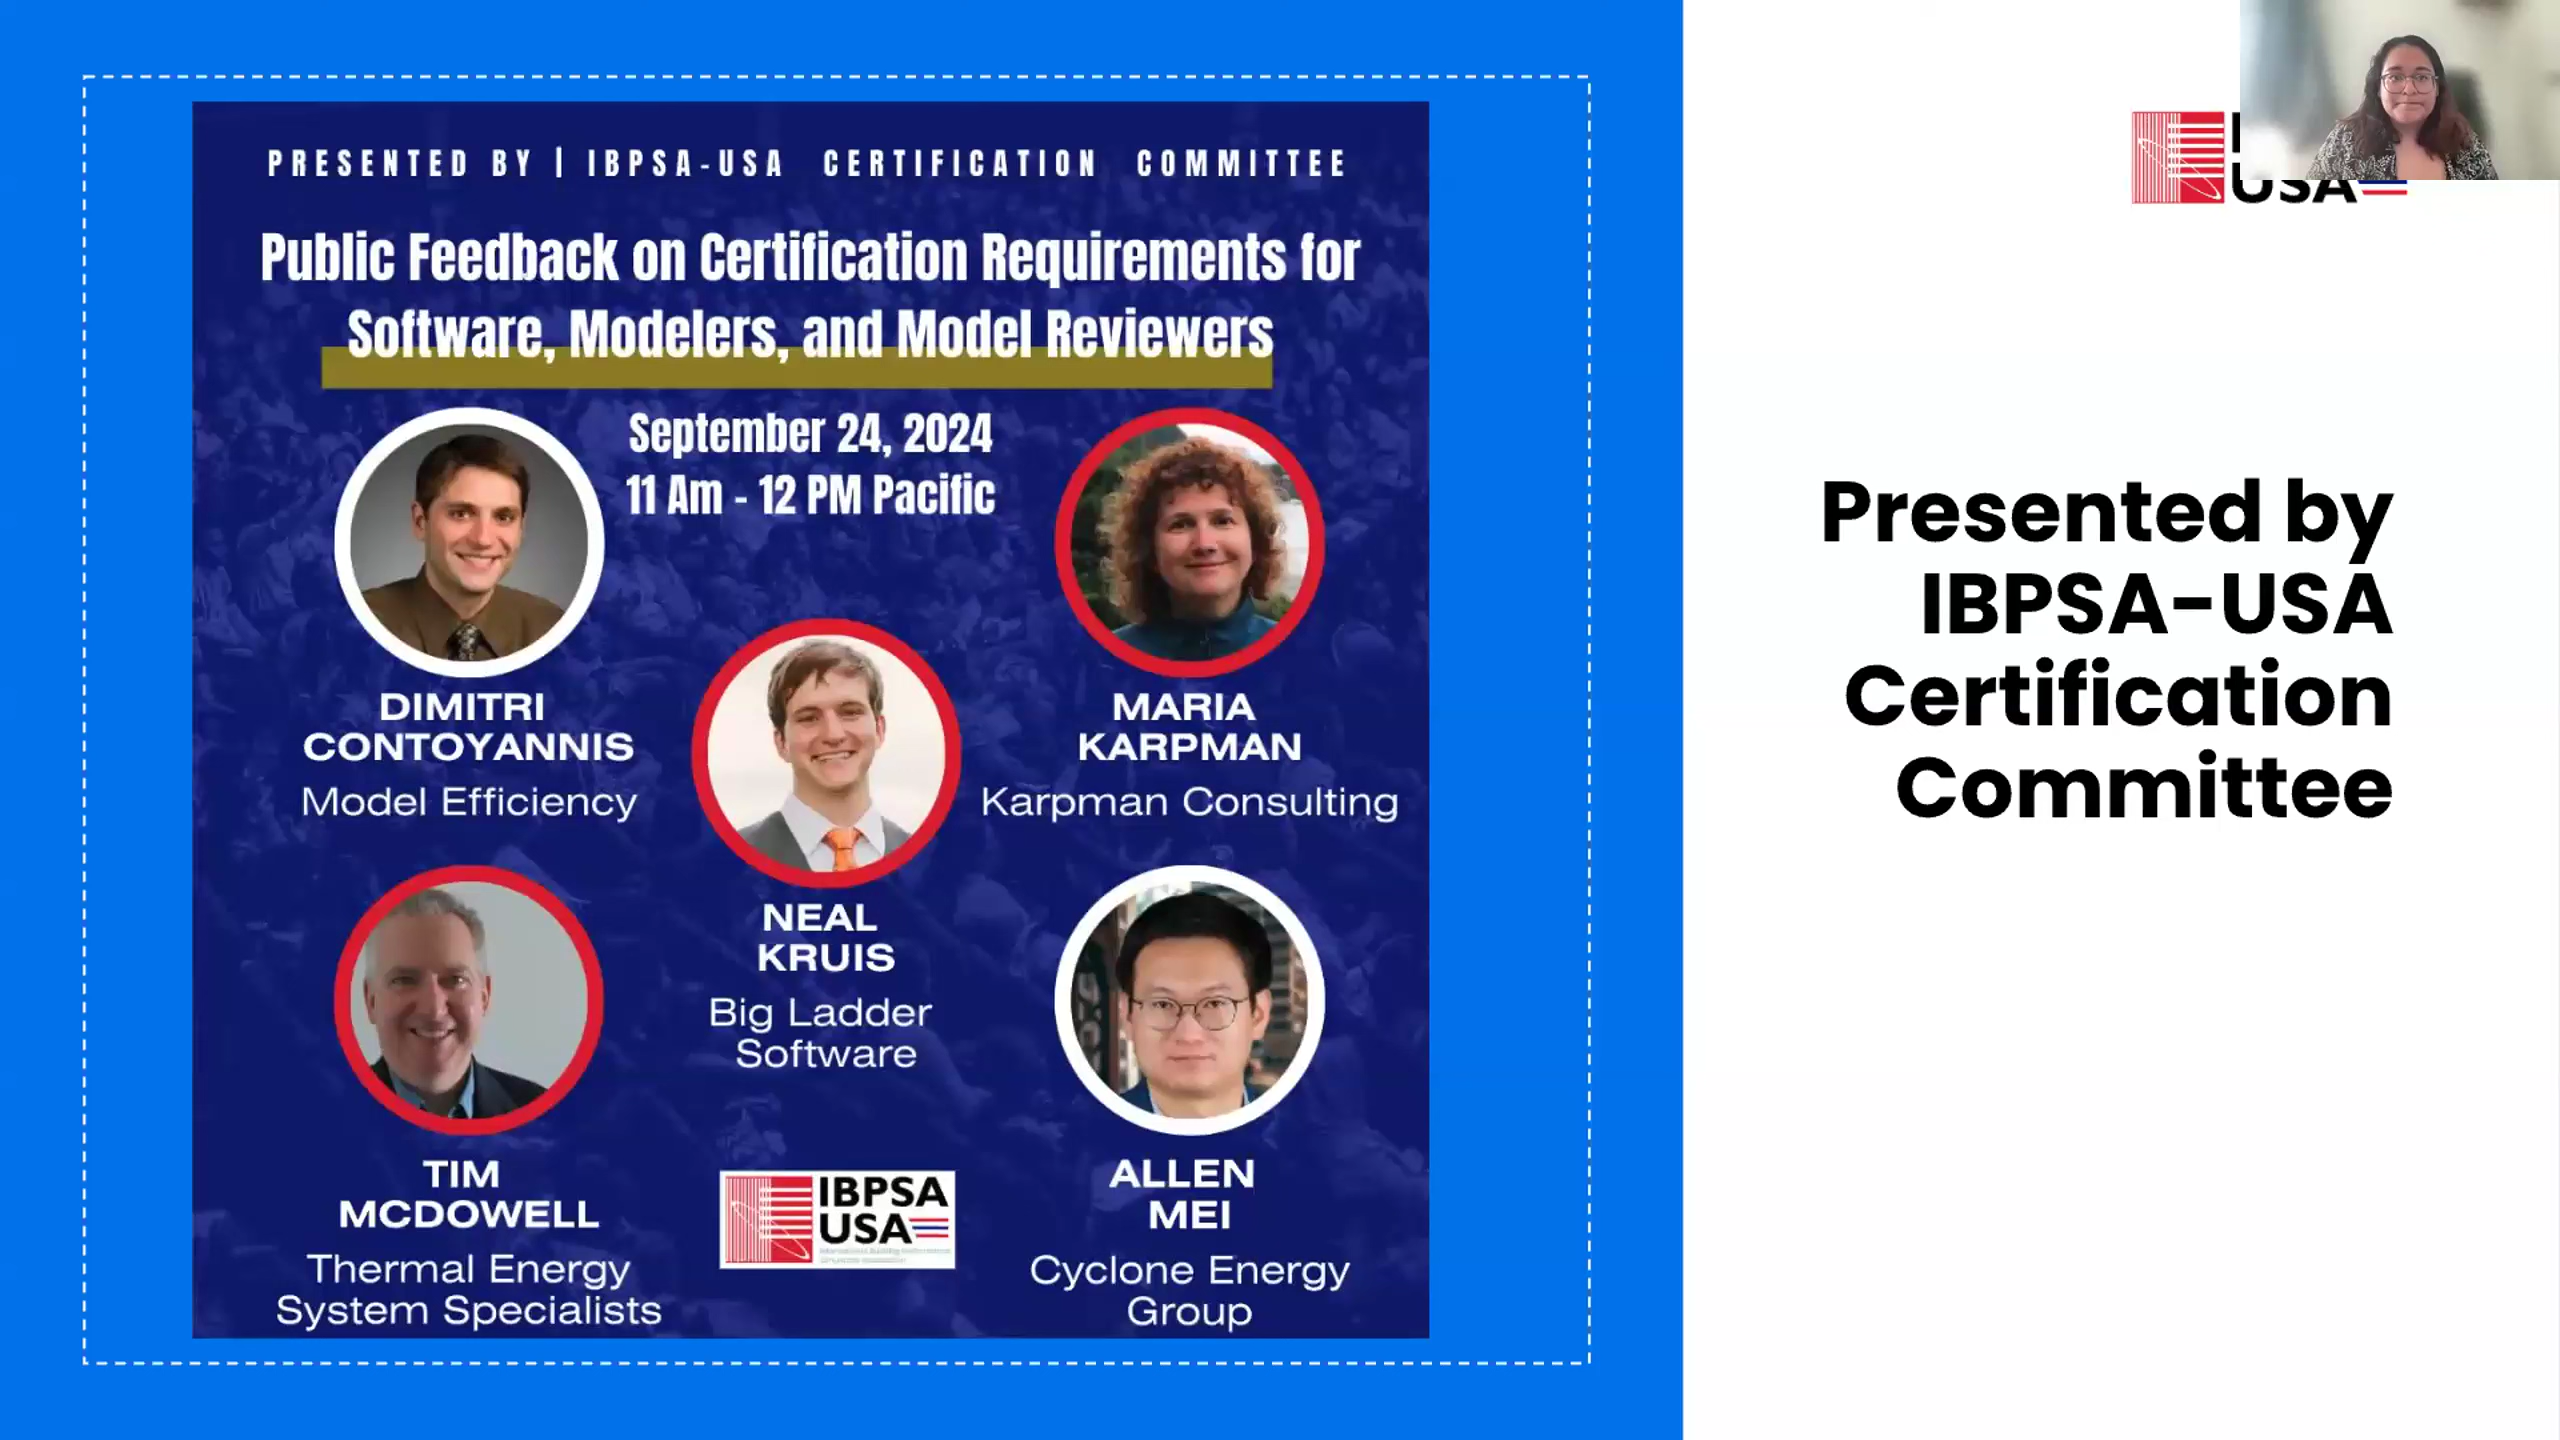 PRESENTED BY | IBPSA-USA CERTIFICATION COMMITTEE
Public Feedback on Certification Requirements for
Software, Modelers, and Model Reviewers
September 24, 2024
11 Am - 12 PM Pacific
DIMITRI
CONTOYANNIS
Model Efficiency
MARIA
KARPMAN
Karpman Consulting
NEAL
KRUIS
Big Ladder
Software
TIM
MCDOWELL
Thermal Energy
System Specialists
ALLEN
MEI
Cyclone Energy
Group
IBPSA
USA
USA
Presented by
IBPSA-USA
Certification
Committee